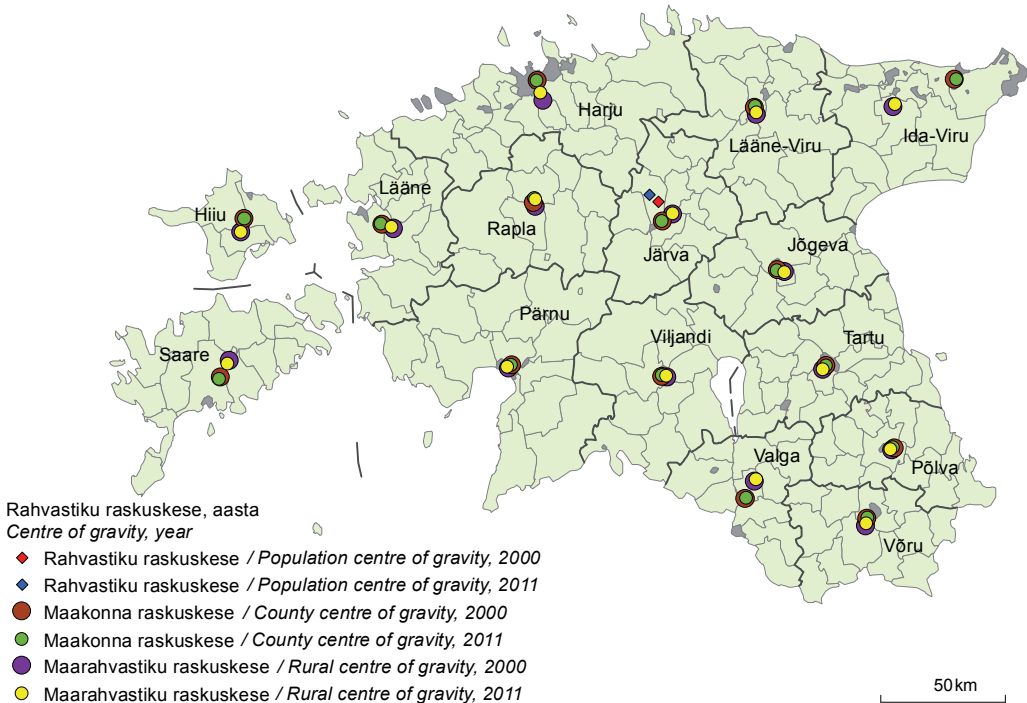 Harju
Ida-Viru
Lääne-Viru
Lääne
Hiiu
Rapla
Järva
Jõgeva
Pärnu
Viljandi
Tartu
Saare
Valga
Põlva
Võru
Rahvastiku raskuskese, aasta
Centre of gravity, year
Rahvastiku raskuskese / Population centre of gravity, 2000
Rahvastiku raskuskese / Population centre of gravity, 2011
Maakonna raskuskese / County centre of gravity, 2000
Maakonna raskuskese / County centre of gravity, 2011
Maarahvastiku raskuskese / Rural centre of gravity, 2000
Maarahvastiku raskuskese / Rural centre of gravity, 2011
50 km